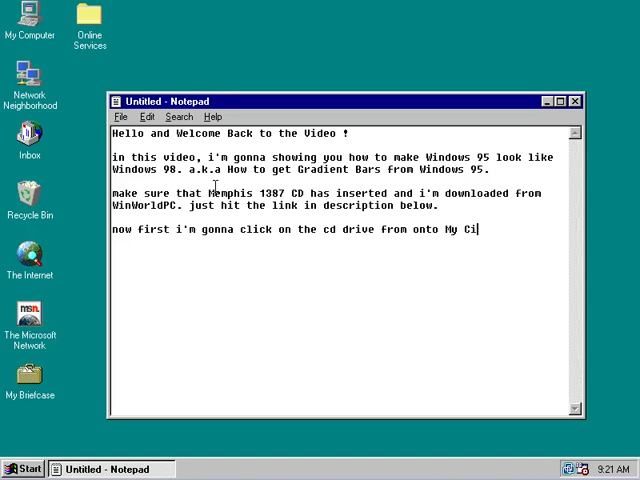 My Computer
Online
Services
Network
Neighborhood
Inbox
Recycle Bin
The Internet
msn
The Microsoft
Network
My Briefcase
Untitled - Notepad
File Edit Search Help
Hello and Welcome Back to the Video !
in this video, i'm gonna showing you how to make Windows 95 look like
Windows 98. a.k.a How to get Gradient Bars from Windows 95.
make sure that Memphis 1387 CD has inserted and i'm downloaded from
WinWorldPC. just hit the link in description below.
now first i'm gonna click on the cd drive from onto My Ci
Start
Untitled - Notepad
9:21 AM